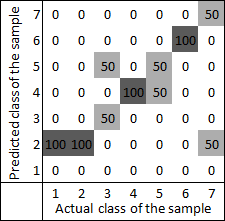 Predicted class of the sample
7 0 0 0 0 0 0 50
6 0 0 0 0 0 100 0
5 0 0 50 0 50 0 0
4 0 0 0 100 50 0 0
3 0 0 50 0 0 0 0
2 100 100 0 0 0 0 50
1 0 0 0 0 0 0 0
1 2 3 4 5 6 7
Actual class of the sample